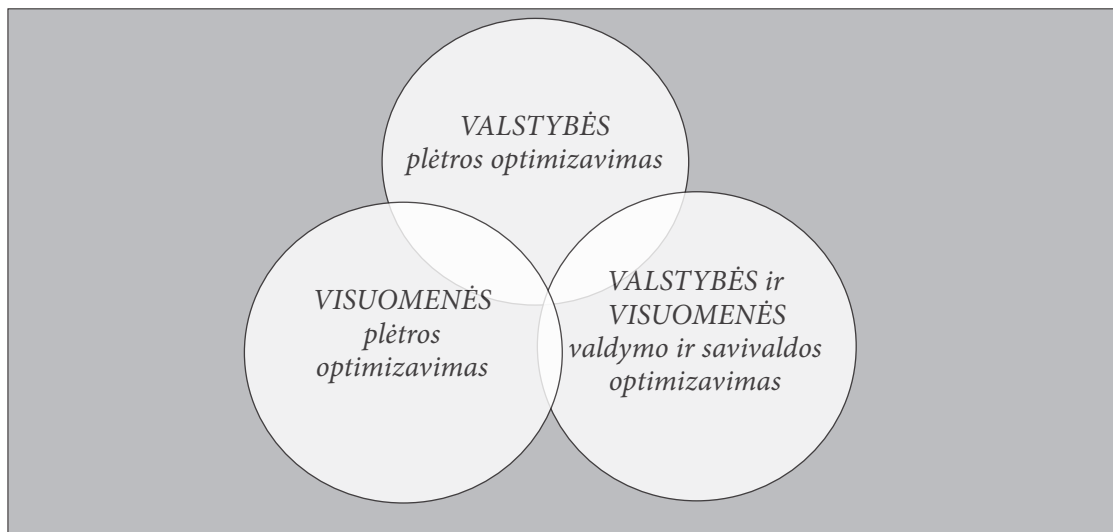 VALSTYBĖS
plėtros optimizavimas
VISUOMENĖS
plėtros
optimizavimas
VALSTYBĖS ir
VISUOMENĖS
valdymo ir savivaldos
optimizavimas